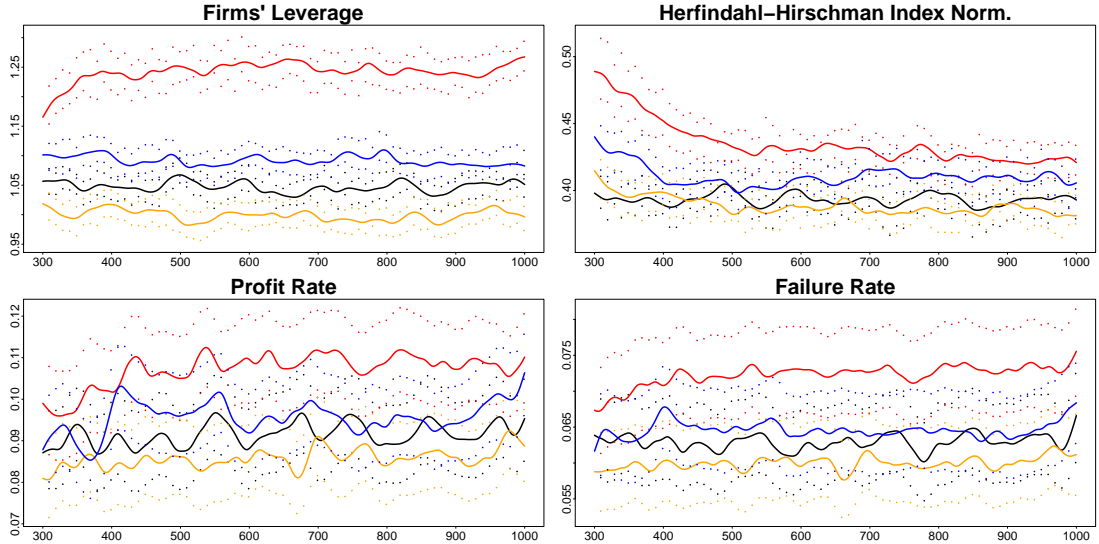 Firms' Leverage
Herfindahl−Hirschman Index Norm.
0.95 1.05 1.15 1.25
0.40 0.45 0.50
300 400 500 600 700 800 900 1000
300 400 500 600 700 800 900 1000
Profit Rate
Failure Rate
0.07 0.08 0.09 0.10 0.11 0.12
0.055 0.065 0.075
300 400 500 600 700 800 900 1000
300 400 500 600 700 800 900 1000